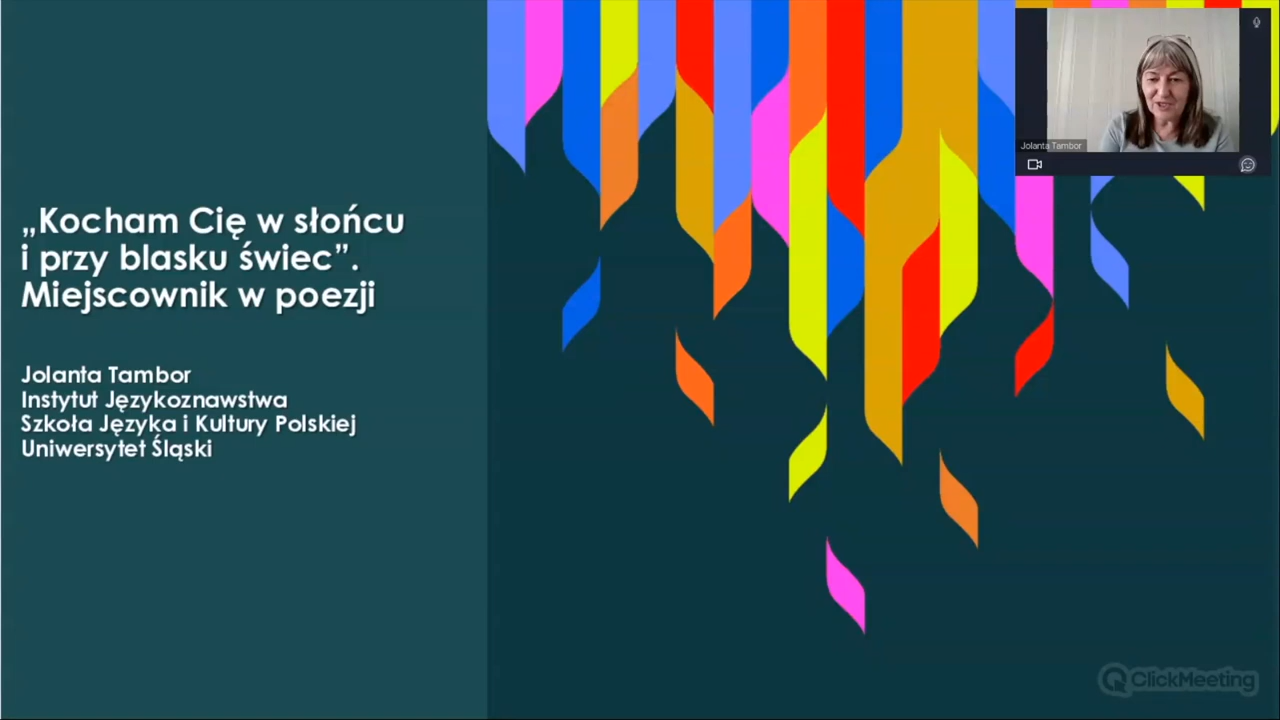 „Kocham Cię w słońcu
i przy blasku świec”.
Miejscownik w poezji
Jolanta Tambor
Instytut Językoznawstwa
Szkoła Języka i Kultury Polskiej
Uniwersytet Śląski
Jolanta Tambor
ClickMeeting